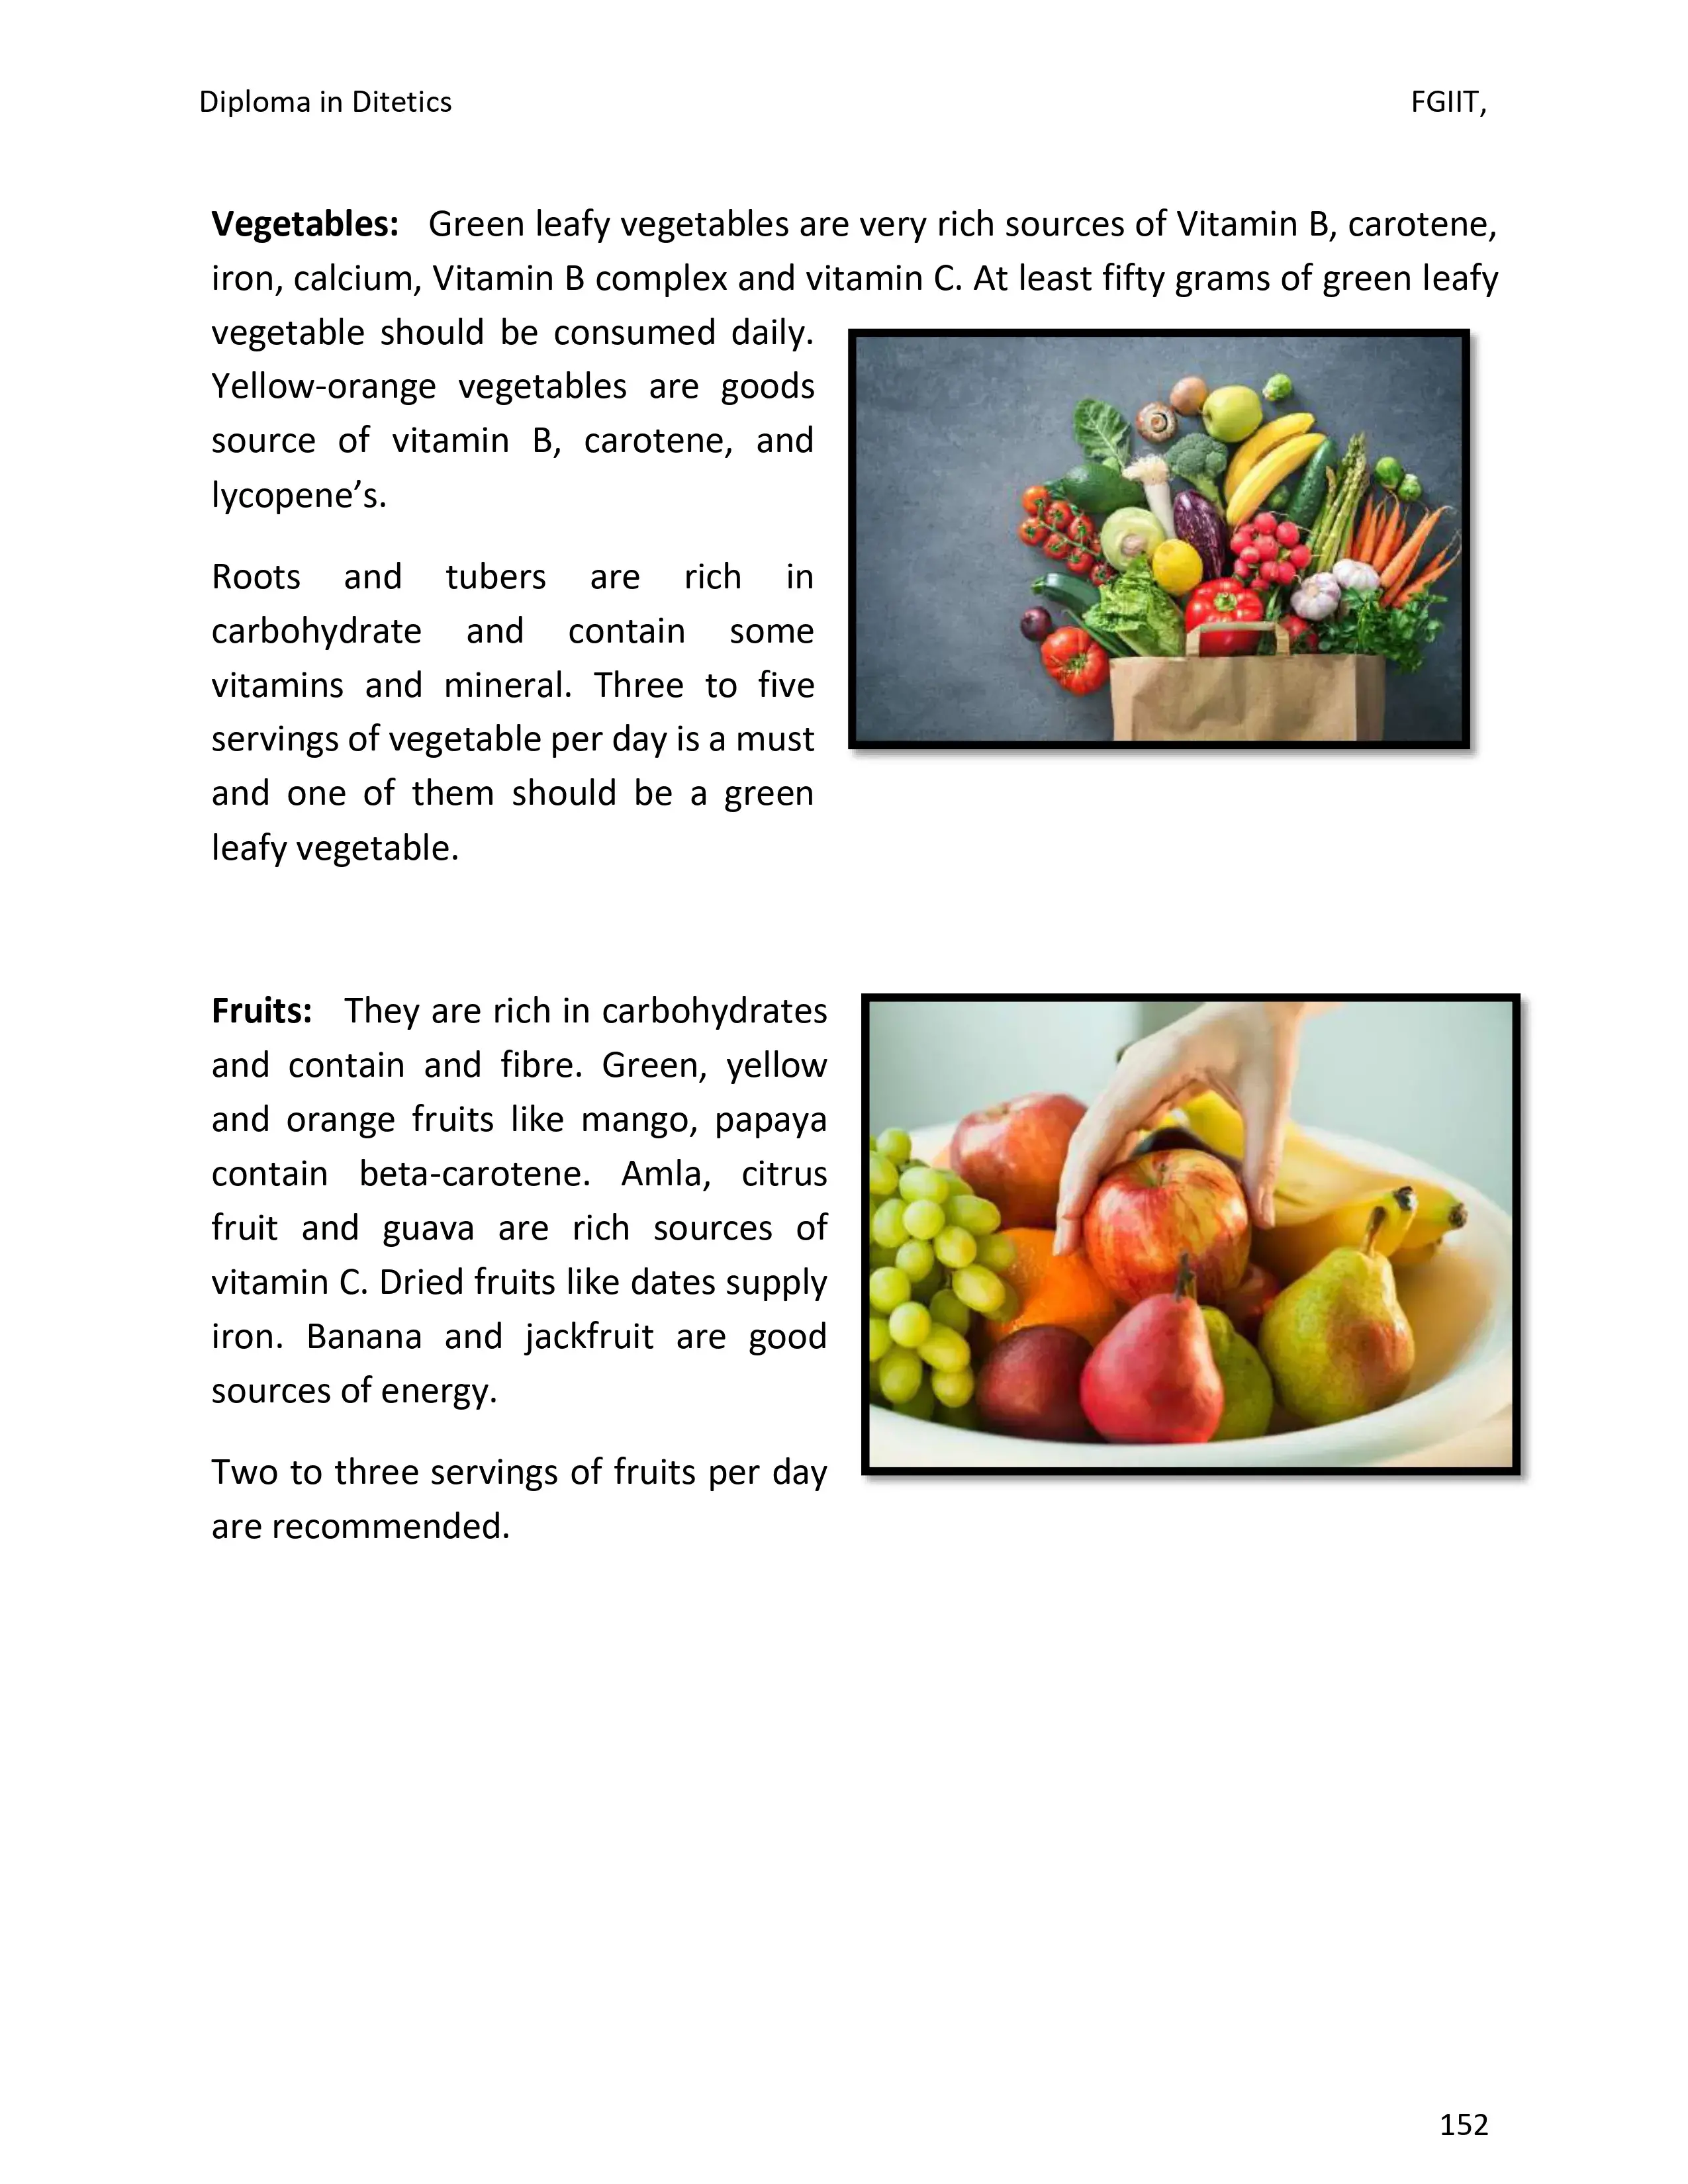 Diploma in Ditetics FGIIT,
Vegetables: Green leafy vegetables are very rich sources of Vitamin B, carotene,
iron, calcium, Vitamin B complex and vitamin C. At least fifty grams of green leafy
vegetable should be consumed daily.
Yellow-orange vegetables are goods
source of vitamin B, carotene, and
lycopene’s.
Roots and tubers are rich in
carbohydrate and contain some
vitamins and mineral. Three to five
servings of vegetable per day is a must
and one of them should be a green
leafy vegetable.
Fruits: They are rich in carbohydrates
and contain and fibre. Green, yellow
and orange fruits like mango, papaya
contain beta-carotene. Amla, citrus
fruit and guava are rich sources of
vitamin C. Dried fruits like dates supply
iron. Banana and jackfruit are good
sources of energy.
Two to three servings of fruits per day
are recommended.
152